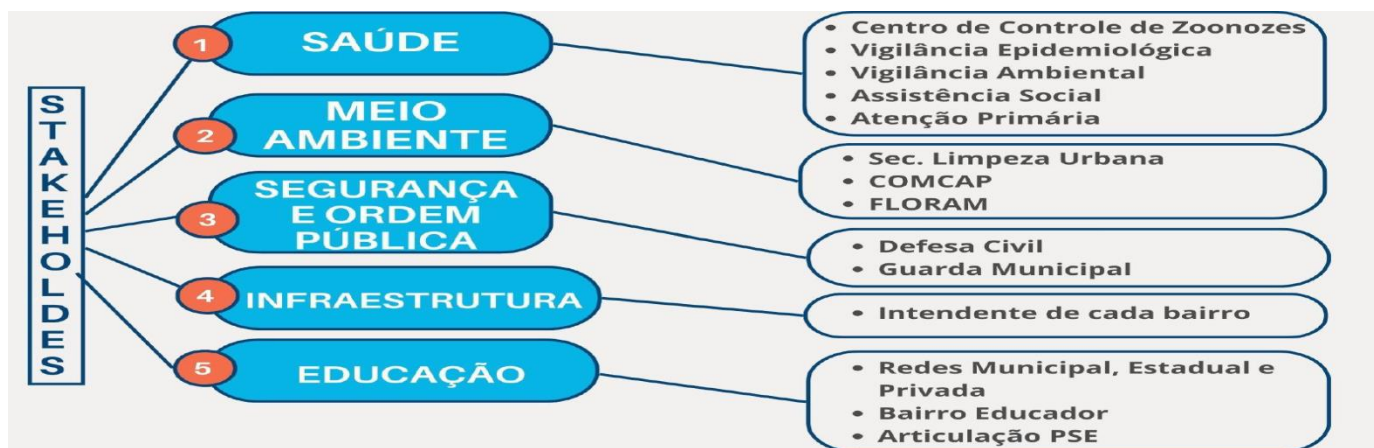 STAKEHOLDES
1
SAÚDE
• Centro de Controle de Zoonozes
• Vigilância Epidemiológica
• Vigilância Ambiental
• Assistência Social
• Atenção Primária
2
MEIO
AMBIENTE
• Sec. Limpeza Urbana
• COMCAP
• FLORAM
3
SEGURANÇA
E ORDEM
PÚBLICA
• Defesa Civil
• Guarda Municipal
4
INFRAESTRUTURA
• Intendente de cada bairro
5
EDUCAÇÃO
• Redes Municipal, Estadual e
Privada
• Bairro Educador
• Articulação PSE